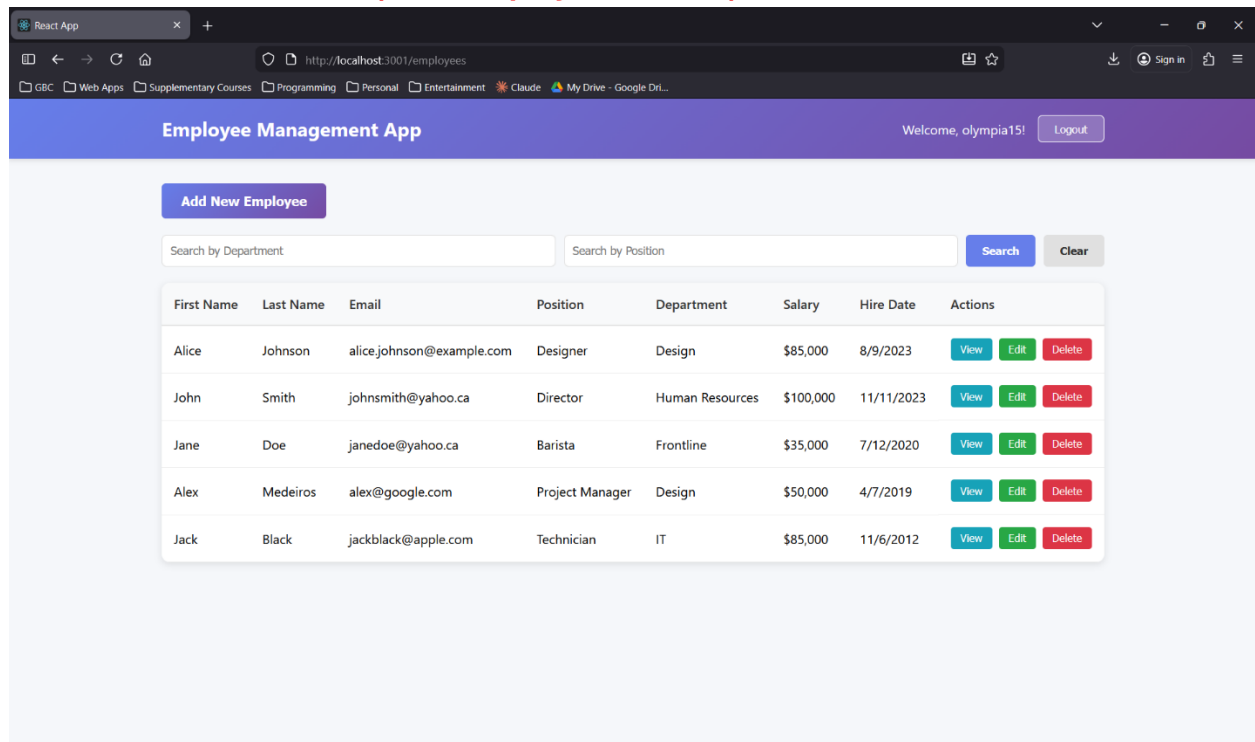 React App
http://localhost:3001/employees
Sign in
GBC Web Apps Supplementary Courses Programming Personal Entertainment Claude My Drive - Google Dri...
Employee Management App Welcome, olympia15! Logout
Add New Employee
Search by Department Search by Position Search Clear
First Name Last Name Email Position Department Salary Hire Date Actions
Alice Johnson alice.johnson@example.com Designer Design $85,000 8/9/2023 View Edit Delete
John Smith johnsmith@yahoo.ca Director Human Resources $100,000 11/11/2023 View Edit Delete
Jane Doe janedoe@yahoo.ca Barista Frontline $35,000 7/12/2020 View Edit Delete
Alex Medeiros alex@google.com Project Manager Design $50,000 4/7/2019 View Edit Delete
Jack Black jackblack@apple.com Technician IT $85,000 11/6/2012 View Edit Delete